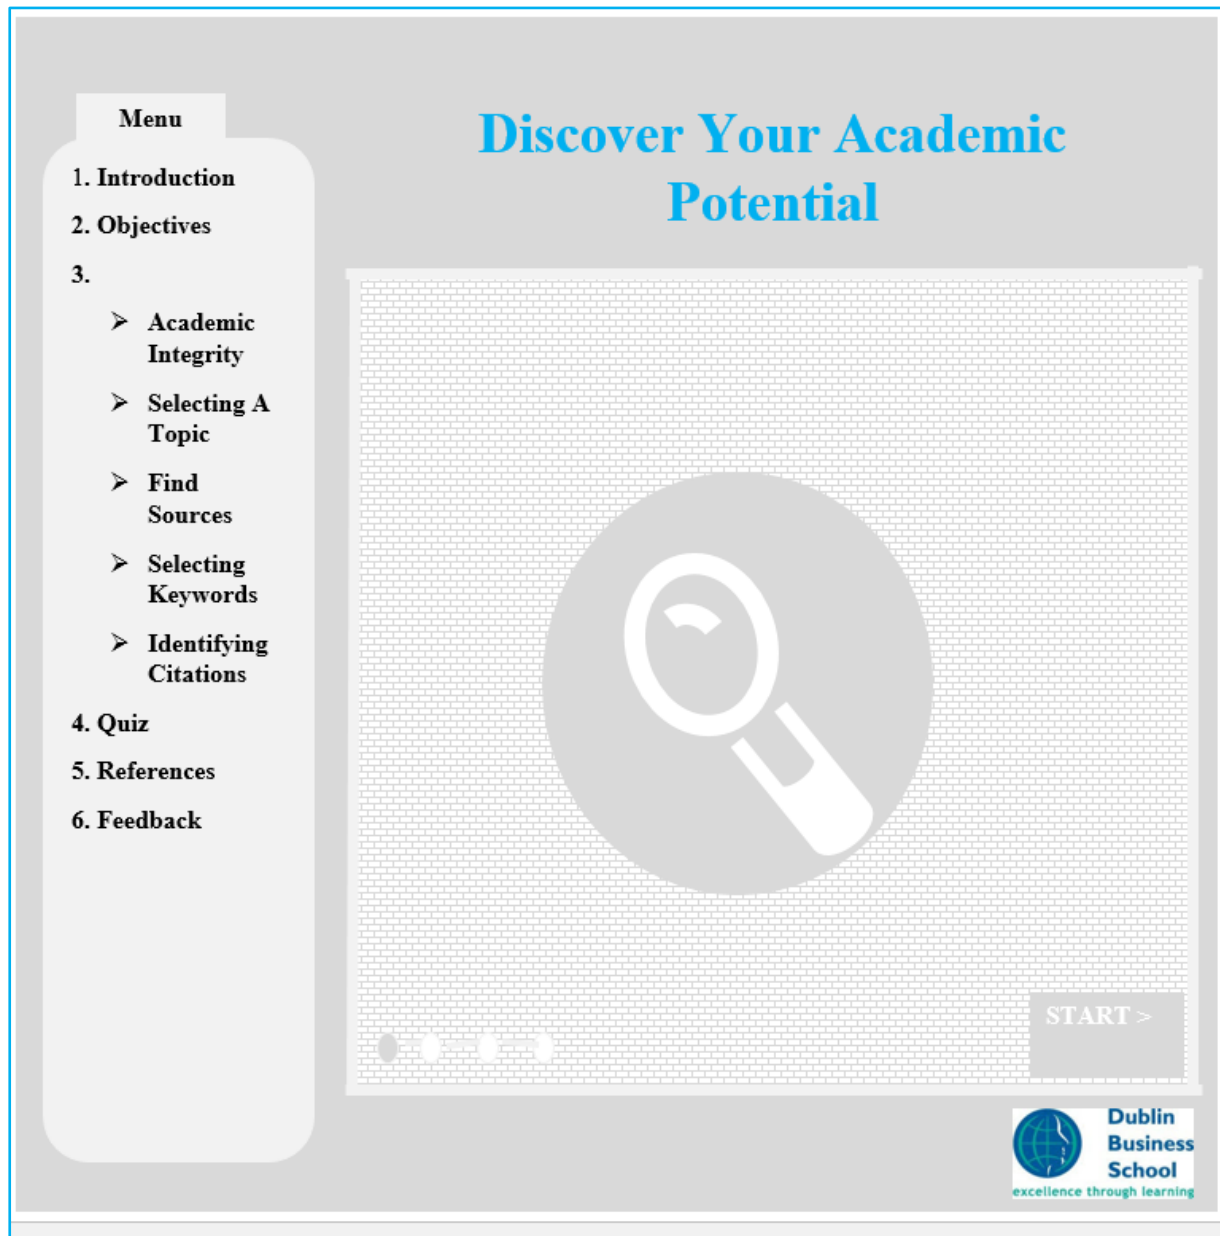 Menu
Discover Your Academic
Potential
1. Introduction
2. Objectives
3.
➢ Academic
Integrity
➢ Selecting A
Topic
➢ Find
Sources
➢ Selecting
Keywords
➢ Identifying
Citations
4. Quiz
5. References
6. Feedback
START >
Dublin
Business
School
excellence through learning